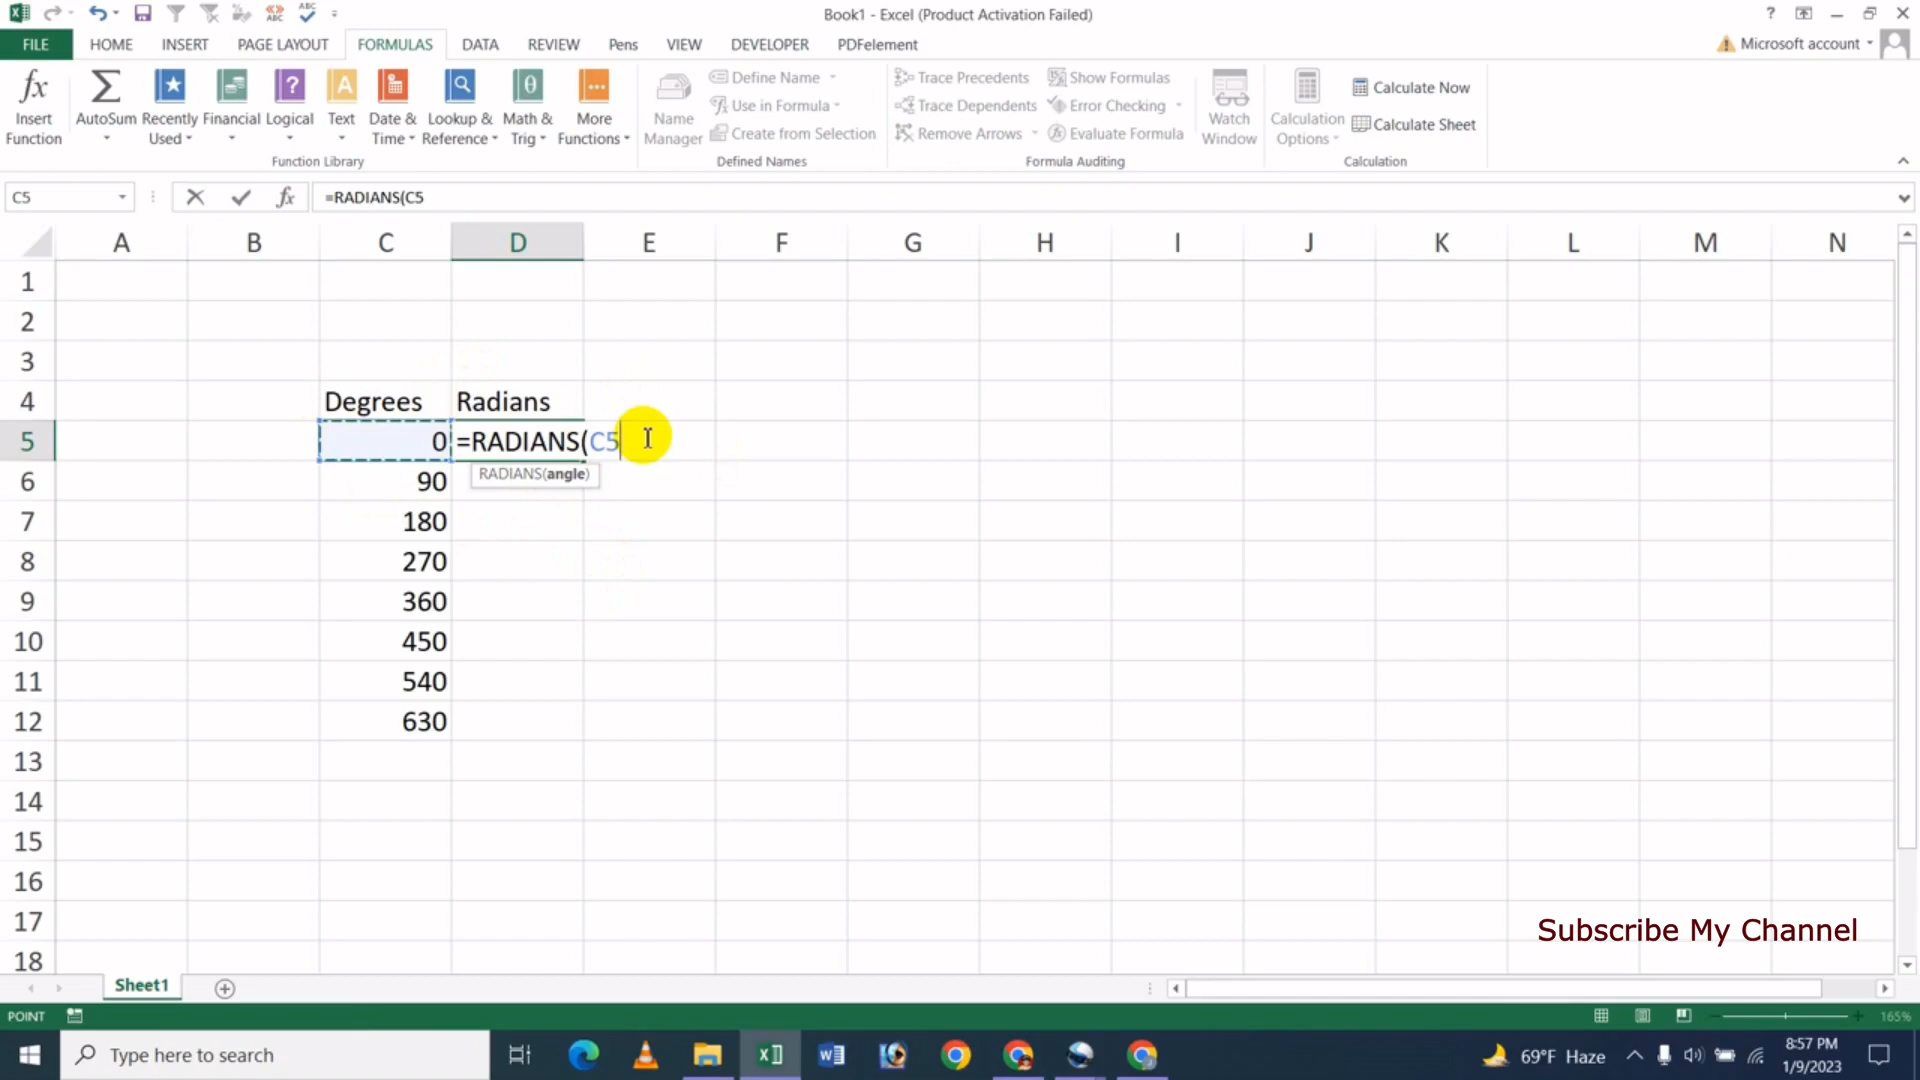 Book1 - Excel (Product Activation Failed)
FILE HOME INSERT PAGE LAYOUT FORMULAS DATA REVIEW Pens VIEW DEVELOPER PDFelement Microsoft account
Insert Function
AutoSum
Recently Used
Financial
Logical
Text
Date & Time
Lookup & Reference
Math & Trig
More Functions
Function Library
Name Manager
Define Name
Use in Formula
Create from Selection
Defined Names
Trace Precedents
Trace Dependents
Remove Arrows
Show Formulas
Error Checking
Evaluate Formula
Formula Auditing
Watch Window
Calculation Options
Calculate Now
Calculate Sheet
Calculation
C5 fx =RADIANS(C5
A B C D E F G H I J K L M N
1
2
3
4 Degrees Radians
5 0 =RADIANS(C5
RADIANS(angle)
6 90
7 180
8 270
9 360
10 450
11 540
12 630
13
14
15
16
17
Subscribe My Channel
18
Sheet1
POINT 165%
Type here to search
69°F Haze
8:57 PM
1/9/2023